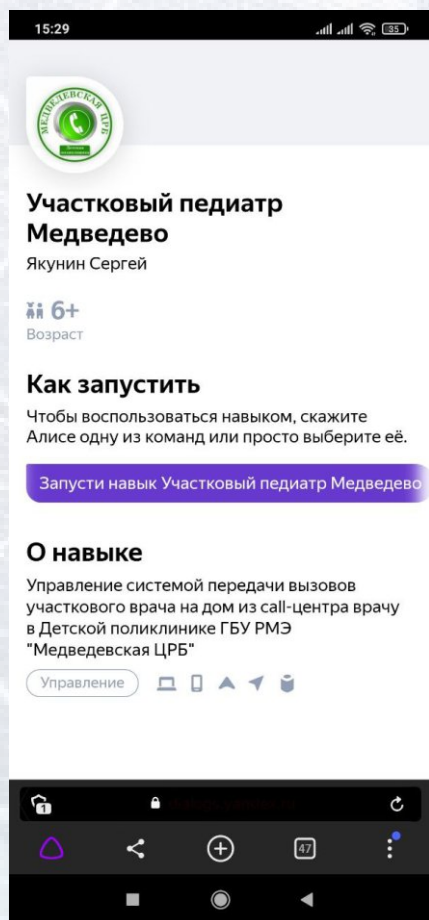 15:29
35
МЕДВЕДЕВСКАЯ ЦРБ
Участковый педиатр
Медведево
Якунин Сергей
6+
Возраст
Как запустить
Чтобы воспользоваться навыком, скажите
Алисе одну из команд или просто выберите её.
Запусти навык Участковый педиатр Медведево
О навыке
Управление системой передачи вызовов
участкового врача на дом из call-центра врачу
в Детской поликлинике ГБУ РМЭ
"Медведевская ЦРБ"
Управление
1
47